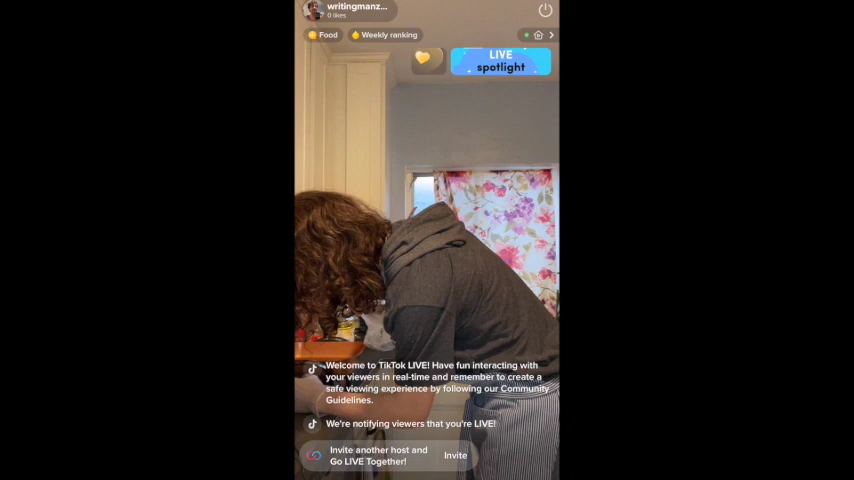 writingmanz...
0 likes
Food
Weekly ranking
LIVE
spotlight
Welcome to TikTok LIVE! Have fun interacting with
your viewers in real-time and remember to create a
safe viewing experience by following our Community
Guidelines.
We're notifying viewers that you're LIVE!
Invite another host and
Go LIVE Together!
Invite